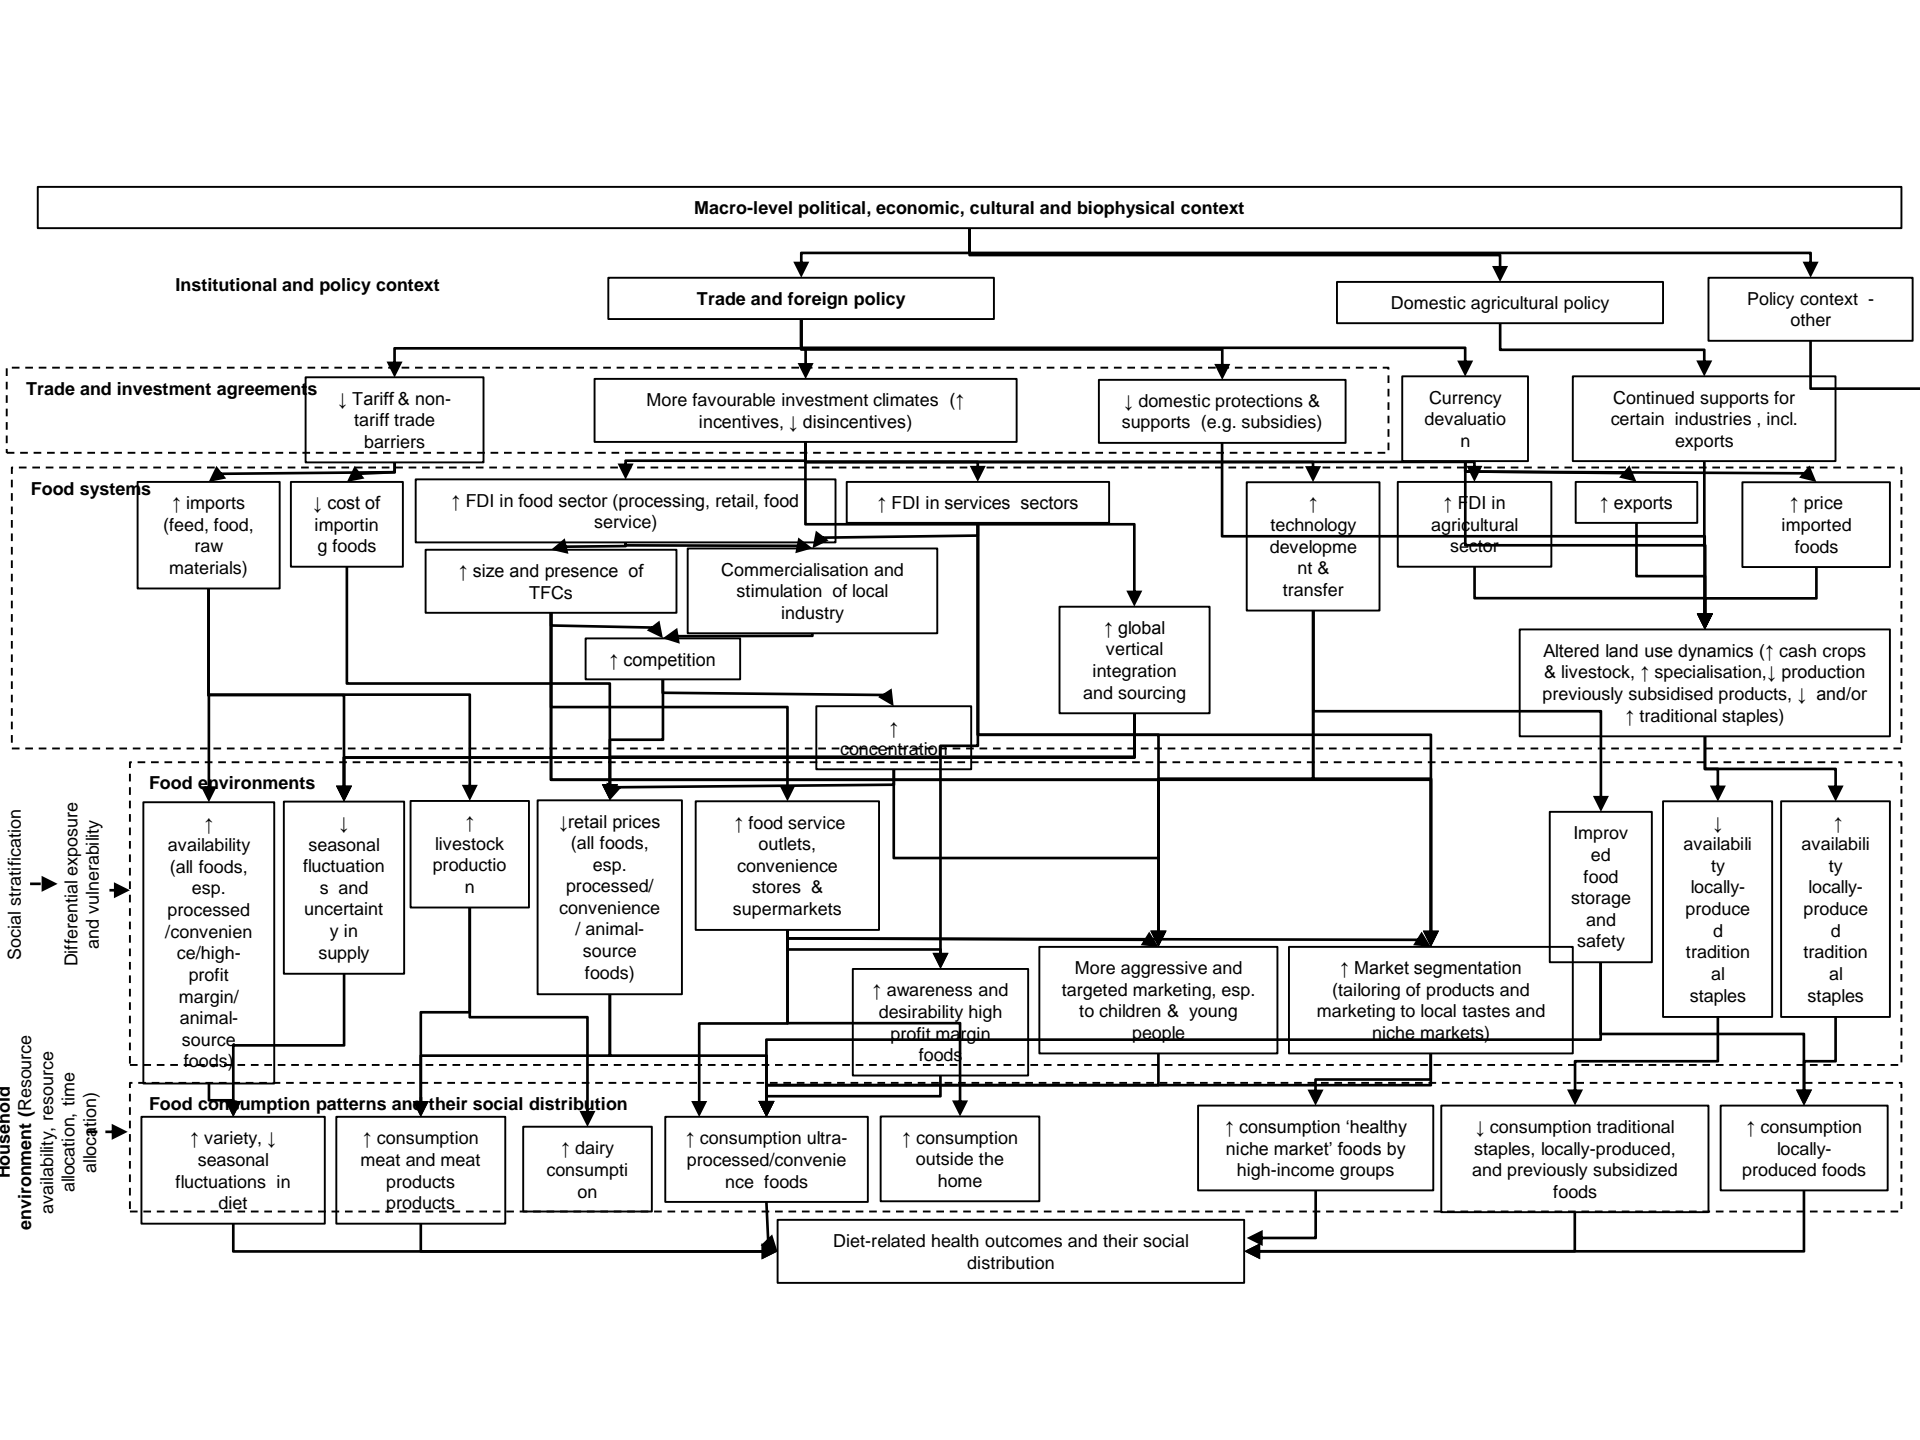 Macro-level political, economic, cultural and biophysical context
Institutional and policy context
Trade and foreign policy
Domestic agricultural policy
Policy context -
other
Trade and investment agreements
↓ Tariff & non-
tariff trade
barriers
More favourable investment climates (↑
incentives, ↓ disincentives)
↓ domestic protections &
supports (e.g. subsidies)
Currency
devaluatio
n
Continued supports for
certain industries , incl.
exports
Food systems
↑ imports
(feed, food,
raw
materials)
↓ cost of
importin
g foods
↑ FDI in food sector (processing, retail, food
service)
↑ FDI in services sectors
↑
technology
developme
nt &
transfer
↑ FDI in
agricultural
sector
↑ exports
↑ price
imported
foods
↑ size and presence of
TFCs
Commercialisation and
stimulation of local
industry
↑ competition
↑ global
vertical
integration
and sourcing
Altered land use dynamics (↑ cash crops
& livestock, ↑ specialisation,↓ production
previously subsidised products, ↓ and/or
↑ traditional staples)
↑
concentration
Food environments
Social stratification
Differential exposure
and vulnerability
↑
availability
(all foods,
esp.
processed
/convenien
ce/high-
profit
margin/
animal-
source
foods)
↓
seasonal
fluctuation
s and
uncertaint
y in
supply
↑
livestock
productio
n
↓retail prices
(all foods,
esp.
processed/
convenience
/ animal-
source
foods)
↑ food service
outlets,
convenience
stores &
supermarkets
↑ awareness and
desirability high
profit margin
foods
More aggressive and
targeted marketing, esp.
to children & young
people
↑ Market segmentation
(tailoring of products and
marketing to local tastes and
niche markets)
Improv
ed
food
storage
and
safety
↓
availabili
ty
locally-
produce
d
tradition
al
staples
↑
availabili
ty
locally-
produce
d
tradition
al
staples
Household
environment (Resource
availability, resource
allocation, time
allocation)
Food consumption patterns and their social distribution
↑ variety, ↓
seasonal
fluctuations in
diet
↑ consumption
meat and meat
products
products
↑ dairy
consumpti
on
↑ consumption ultra-
processed/convenie
nce foods
↑ consumption
outside the
home
↑ consumption ‘healthy
niche market’ foods by
high-income groups
↓ consumption traditional
staples, locally-produced,
and previously subsidized
foods
↑ consumption
locally-
produced foods
Diet-related health outcomes and their social
distribution